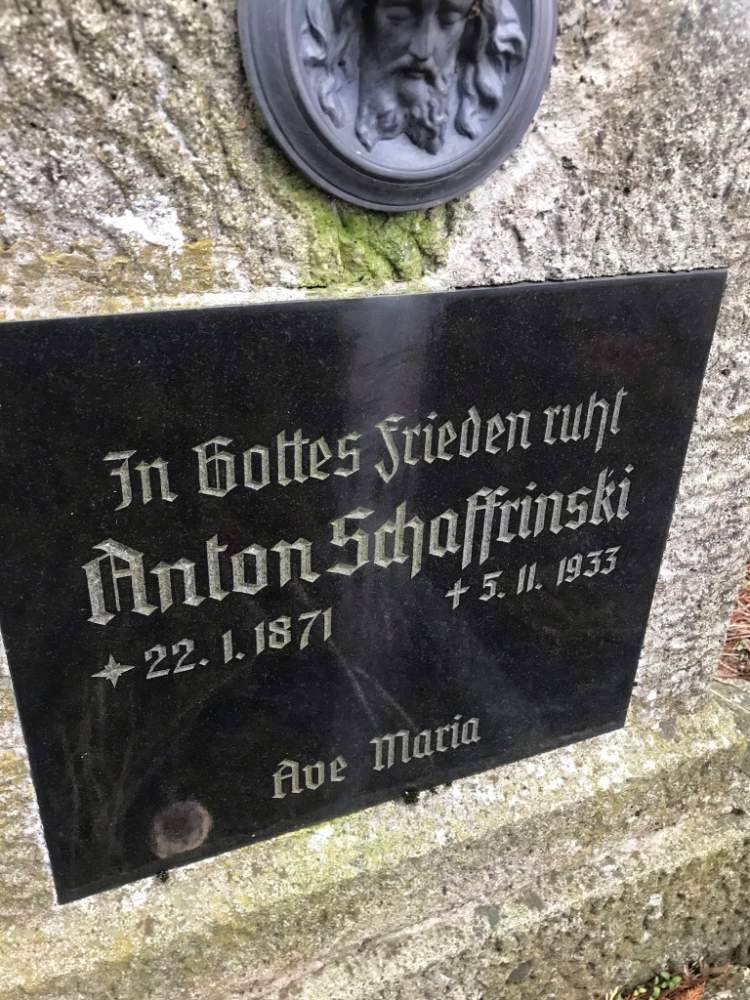 In Gottes Frieden ruht
Anton Schaffrinski
* 22. 1. 1871 + 5. 11. 1933
Ave Maria